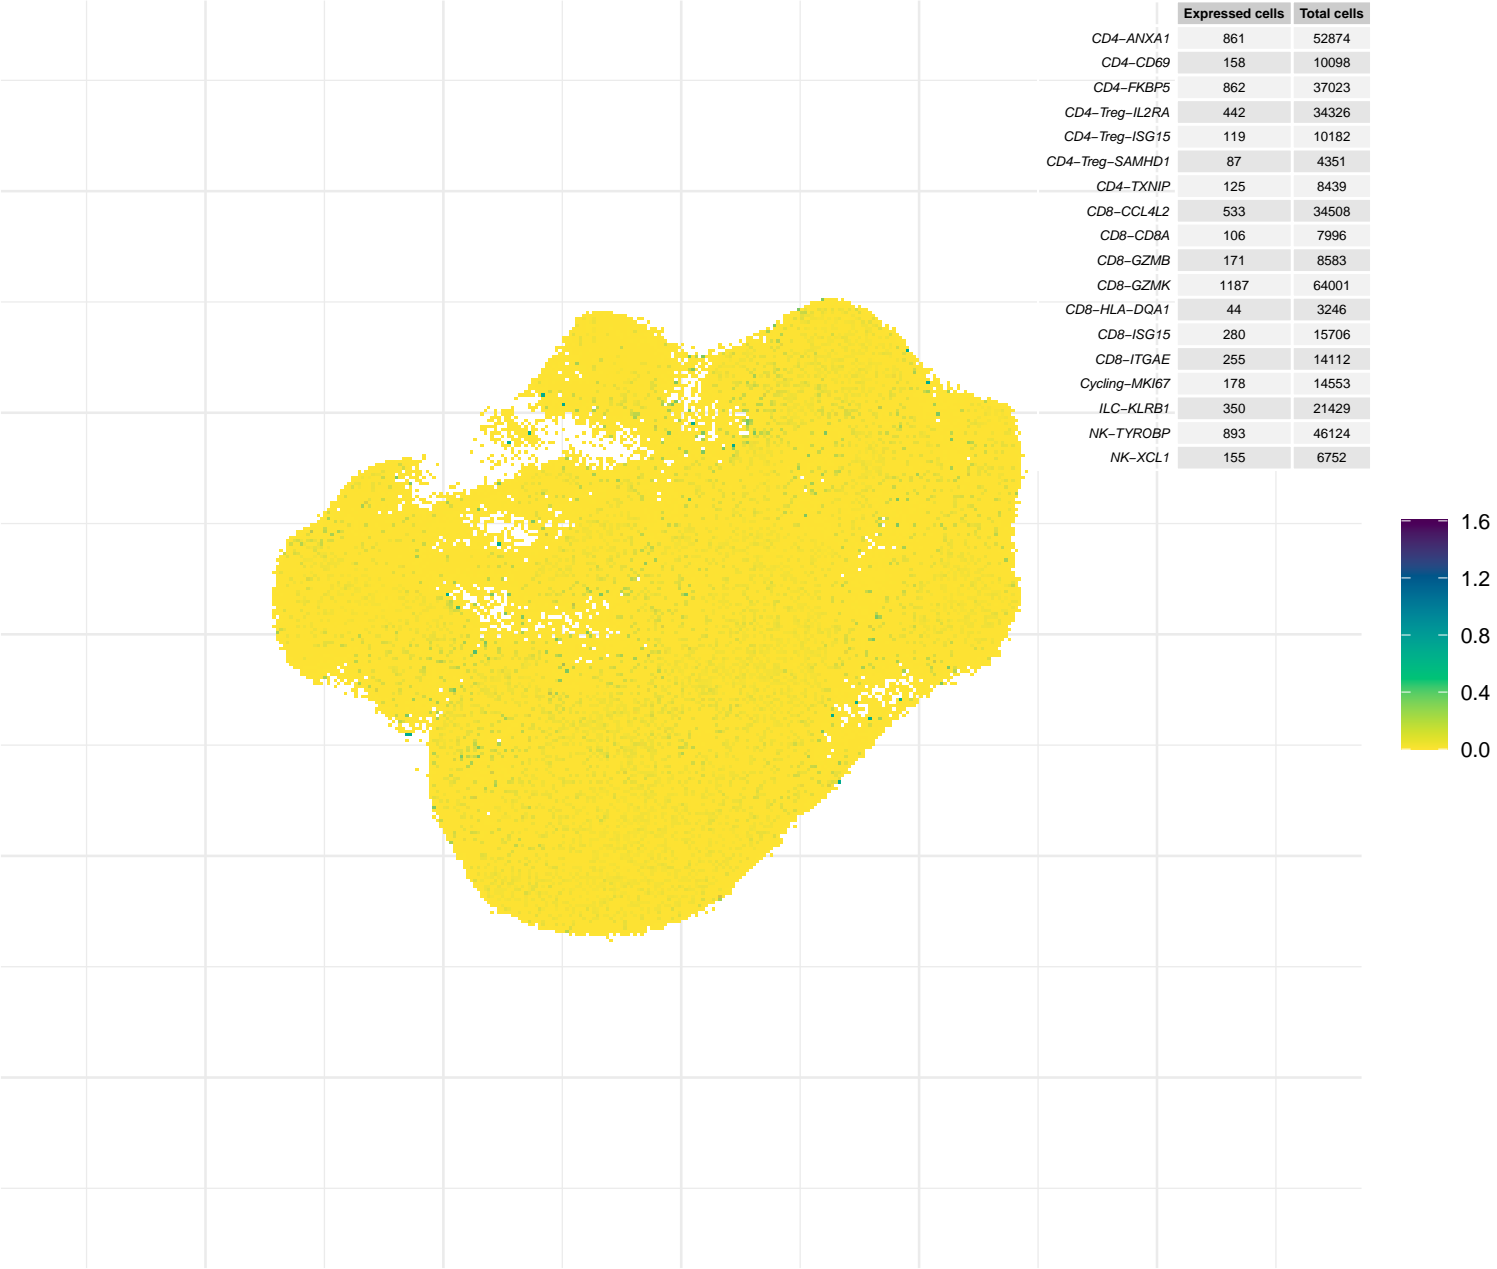 Expressed cells Total cells
CD4−ANXA1 861 52874
CD4−CD69 158 10098
CD4−FKBP5 862 37023
CD4−Treg−IL2RA 442 34326
CD4−Treg−ISG15 119 10182
CD4−Treg−SAMHD1 87 4351
CD4−TXNIP 125 8439
CD8−CCL4L2 533 34508
CD8−CD8A 106 7996
CD8−GZMB 171 8583
CD8−GZMK 1187 64001
CD8−HLA−DQA1 44 3246
CD8−ISG15 280 15706
CD8−ITGAE 255 14112
Cycling−MKI67 178 14553
ILC−KLRB1 350 21429
NK−TYROBP 893 46124
NK−XCL1 155 6752
1.6
1.2
0.8
0.4
0.0